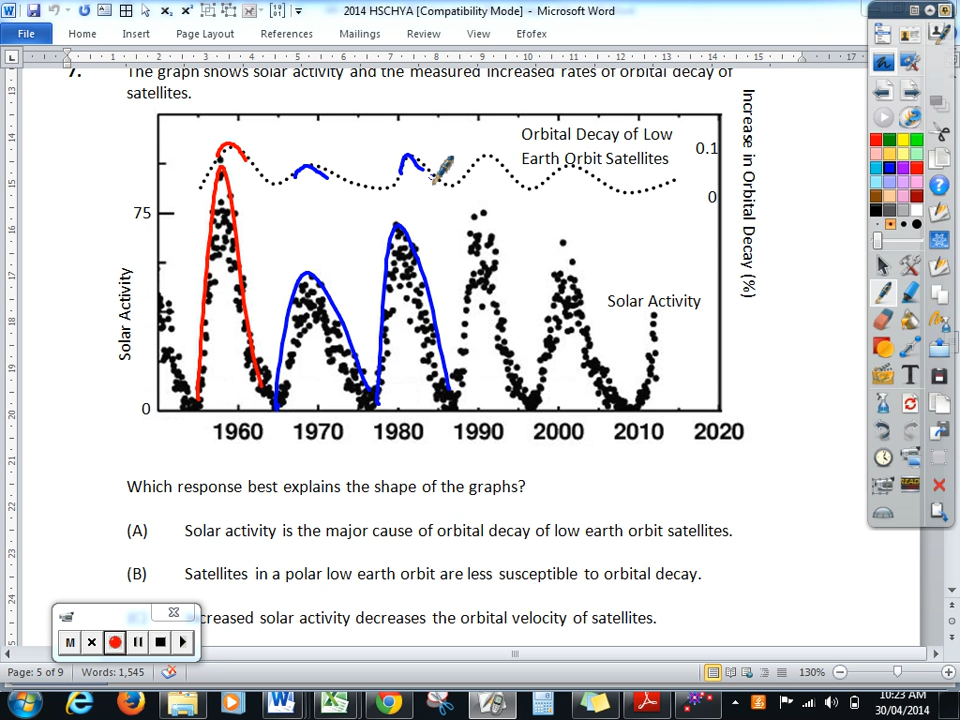 2014 HSCHYA [Compatibility Mode] - Microsoft Word
File Home Insert Page Layout References Mailings Review View Efofex
7. The graph shows solar activity and the measured increased rates of orbital decay of
satellites.
Orbital Decay of Low
Earth Orbit Satellites
0.1
0
Increase in Orbital Decay (%)
75
0
Solar Activity
Solar Activity
1960 1970 1980 1990 2000 2010 2020
Which response best explains the shape of the graphs?
(A) Solar activity is the major cause of orbital decay of low earth orbit satellites.
(B) Satellites in a polar low earth orbit are less susceptible to orbital decay.
creased solar activity decreases the orbital velocity of satellites.
M
Page: 5 of 9 Words: 1,545 130%
10:23 AM
30/04/2014